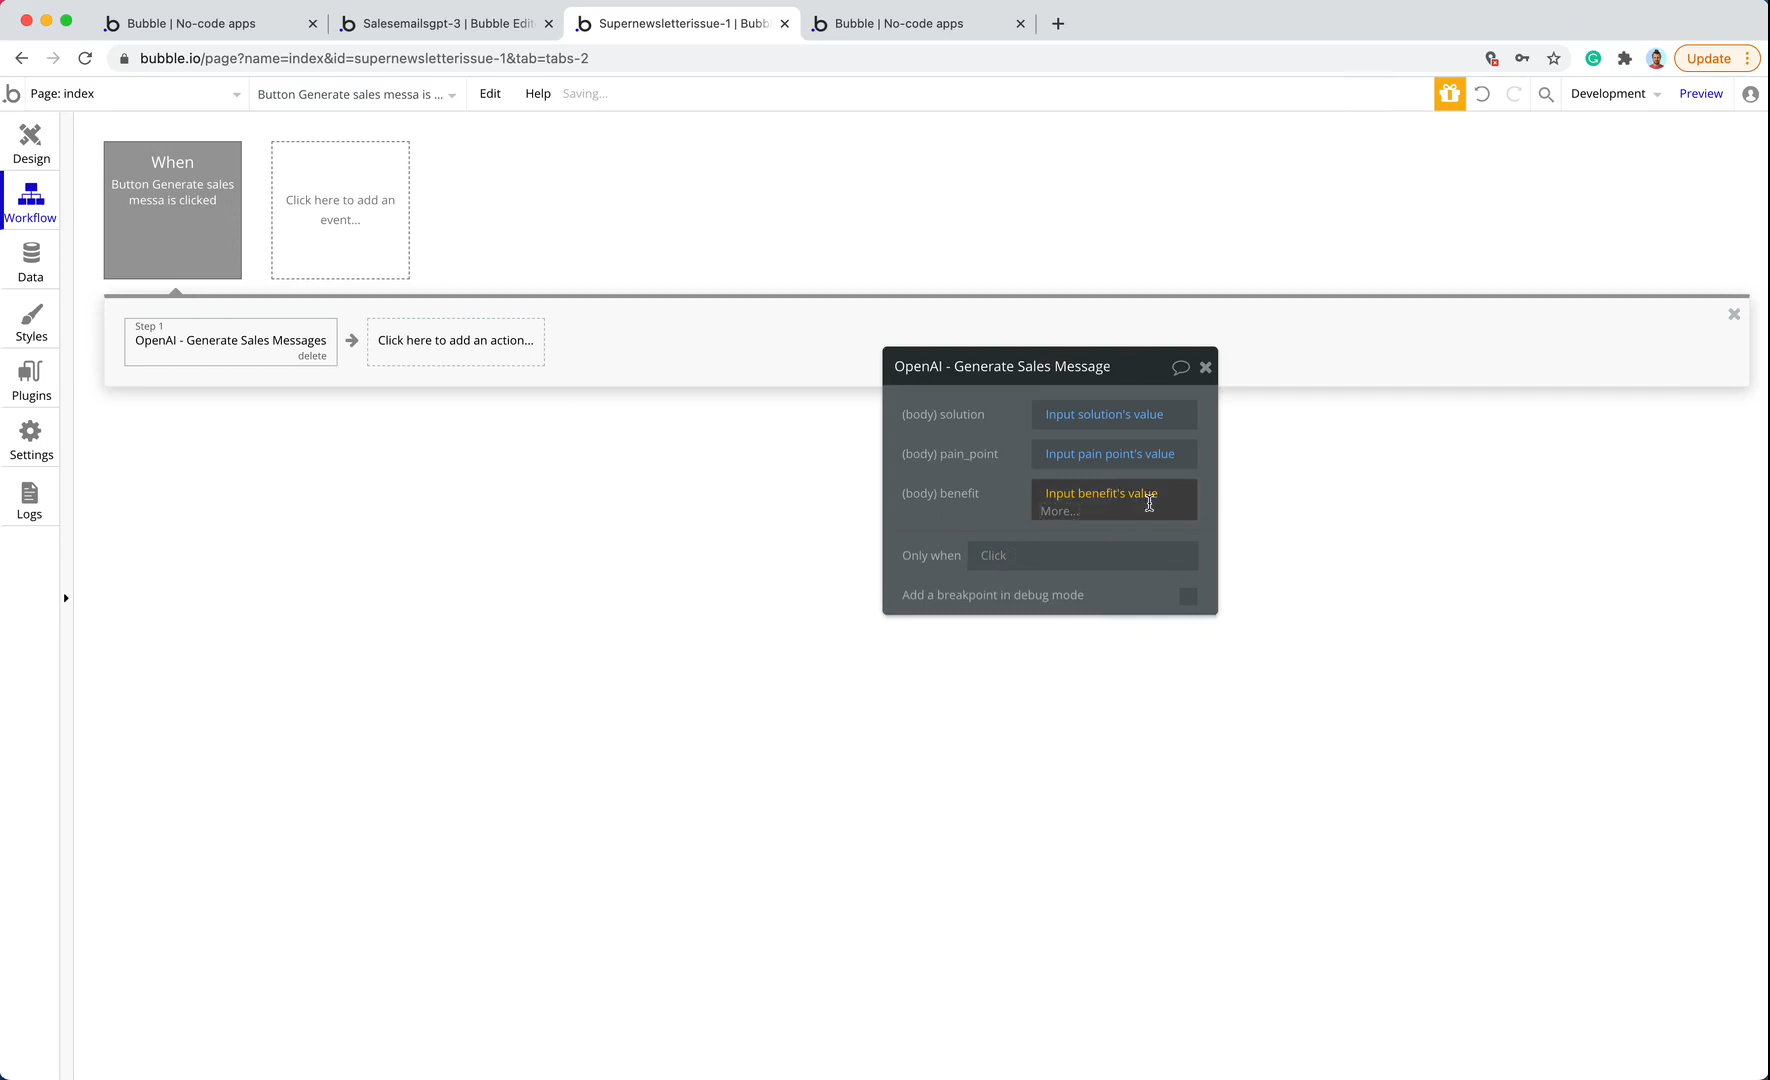 Bubble | No-code apps
Salesemailsgpt-3 | Bubble Edit
Supernewsletterissue-1 | Bubb
Bubble | No-code apps
bubble.io/page?name=index&id=supernewsletterissue-1&tab=tabs-2
Update
Page: index
Button Generate sales messa is ...
Edit
Help
Saving...
Development
Preview
Design
Workflow
Data
Styles
Plugins
Settings
Logs
When
Button Generate sales
messa is clicked
Click here to add an
event...
Step 1
OpenAI - Generate Sales Messages
delete
Click here to add an action...
OpenAI - Generate Sales Message
(body) solution
Input solution's value
(body) pain_point
Input pain point's value
(body) benefit
Input benefit's value
More...
Only when
Click
Add a breakpoint in debug mode